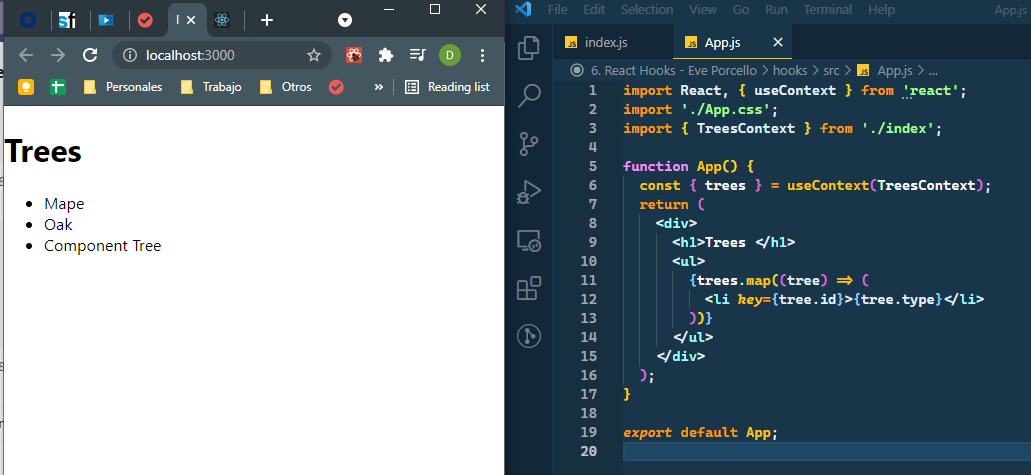 localhost:3000
D
Personales
Trabajo
Otros
»
Reading list
Trees
Mape
Oak
Component Tree
File Edit Selection View Go Run Terminal Help App.js
JS index.js
JS App.js
6. React Hooks - Eve Porcello > hooks > src > JS App.js > ...
1 import React, { useContext } from 'react';
2 import './App.css';
3 import { TreesContext } from './index';
4
5 function App() {
6 const { trees } = useContext(TreesContext);
7 return (
8 <div>
9 <h1>Trees </h1>
10 <ul>
11 {trees.map((tree) => (
12 <li key={tree.id}>{tree.type}</li>
13 ))}
14 </ul>
15 </div>
16 );
17 }
18
19 export default App;
20